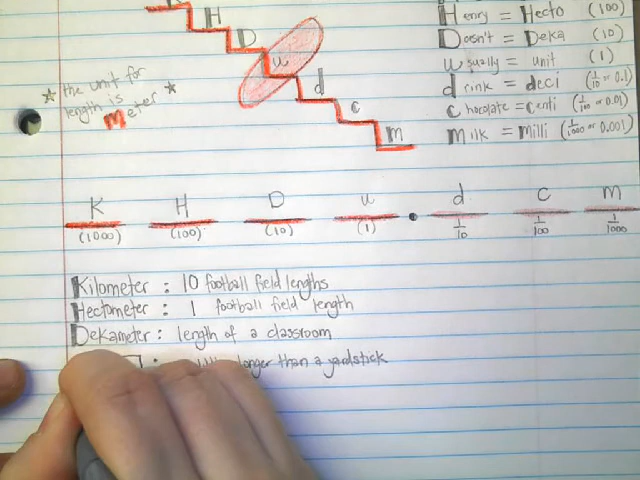 H
D
u
d
c
m
☆ the unit for ☆
length is
meter
Henry = Hecto (100)
Doesn't = Deka (10)
usually = unit (1)
drink = deci (1/10 or 0.1)
chocolate = centi (1/100 or 0.01)
milk = milli (1/1000 or 0.001)
K H D u . d c m
(1000) (100) (10) (1) 1/10 1/100 1/1000
Kilometer : 10 football field lengths
Hectometer : 1 football field length
Dekameter : length of a classroom
: longer than a yardstick